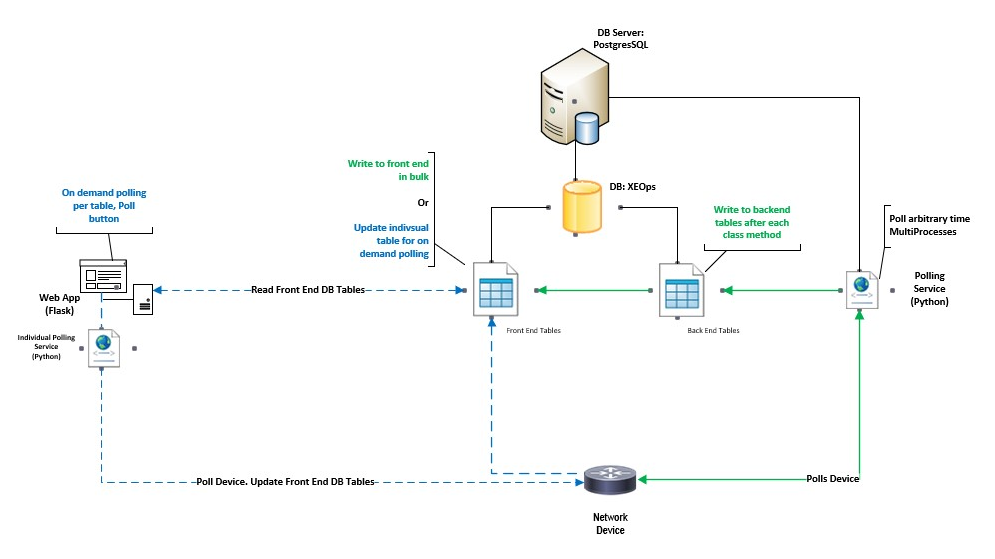 DB Server:
PostgresSQL
Write to front end
in bulk
Or
Update indivsual
table for on
demand polling
On demand polling
per table, Poll
button
DB: XEOps
Write to backend
tables after each
class method
Poll arbitrary time
MultiProcesses
Web App
(Flask)
Read Front End DB Tables
Polling
Service
(Python)
Individual Polling
Service
(Python)
Front End Tables
Back End Tables
Poll Device. Update Front End DB Tables
Polls Device
Network
Device